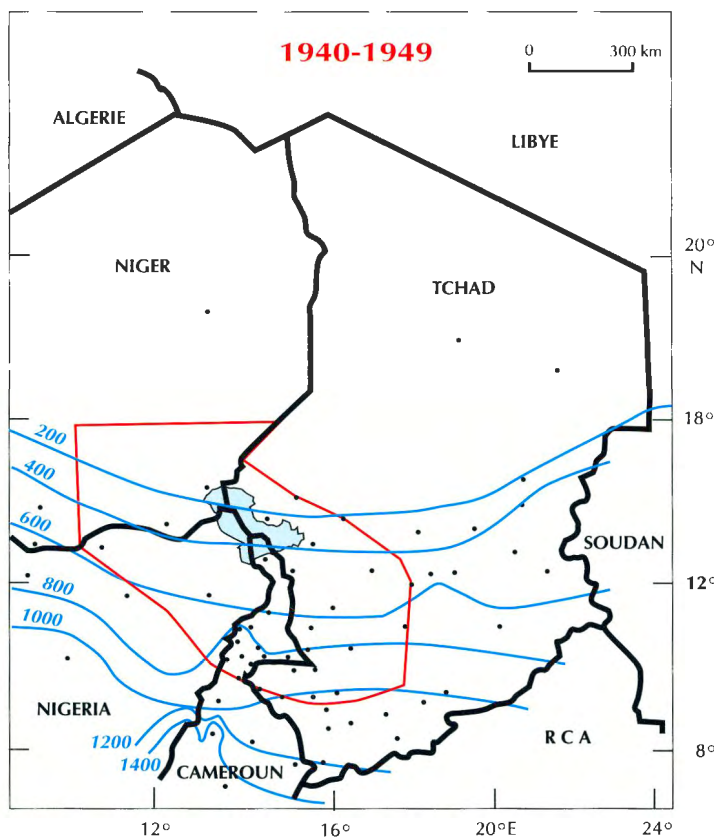 1940-1949
0 300 km
ALGERIE
LIBYE
20°
N
NIGER
TCHAD
18°
200
400
600
SOUDAN
12°
800
1000
NIGERIA
1200
R C A
8°
1400
CAMEROUN
12° 16° 20°E 24°